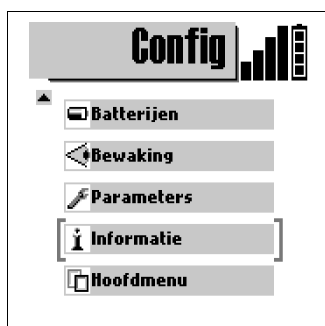 Config
Batterijen
Bewaking
Parameters
Informatie
Hoofdmenu